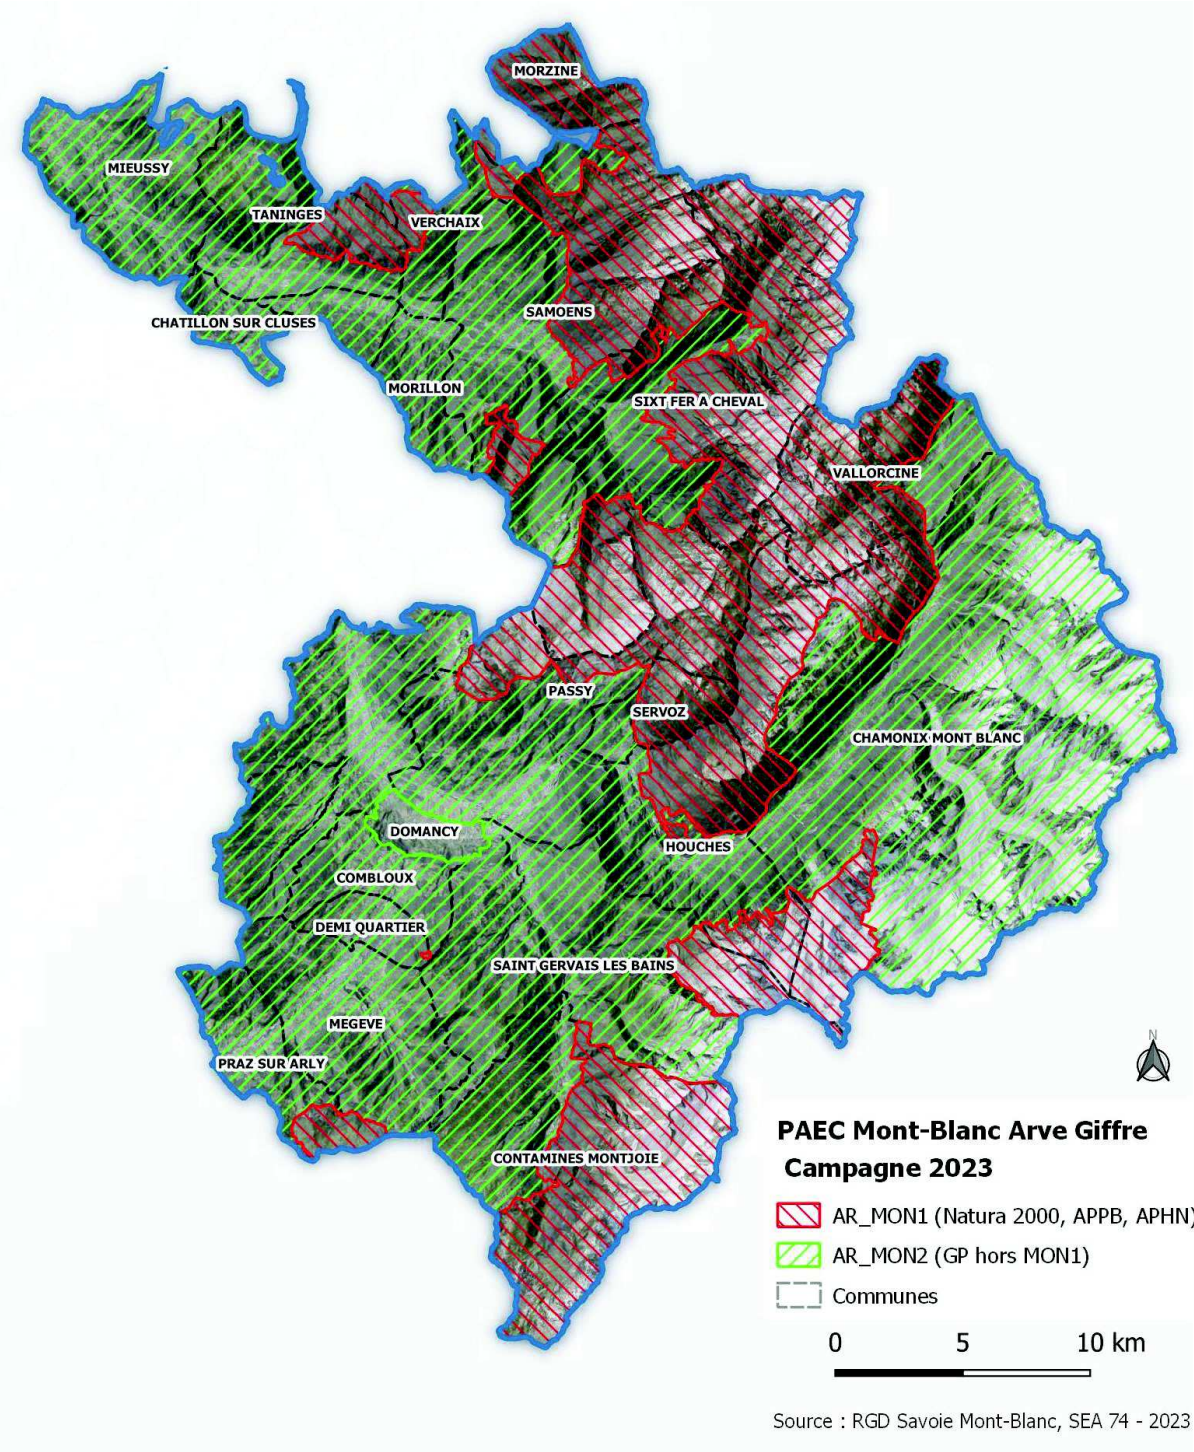 MORZINE
MIEUSSY
TANINGES
VERCHAIX
SAMOENS
CHATILLON SUR CLUSES
MORILLON
SIXT FER A CHEVAL
VALLORCINE
PASSY
SERVOZ
CHAMONIX MONT BLANC
DOMANCY
HOUCHES
COMBLOUX
DEMI QUARTIER
SAINT GERVAIS LES BAINS
MEGEVE
PRAZ SUR ARLY
CONTAMINES MONTJOIE
N
PAEC Mont-Blanc Arve Giffre
Campagne 2023
AR_MON1 (Natura 2000, APPB, APHN)
AR_MON2 (GP hors MON1)
Communes
0 5 10 km
Source : RGD Savoie Mont-Blanc, SEA 74 - 2023